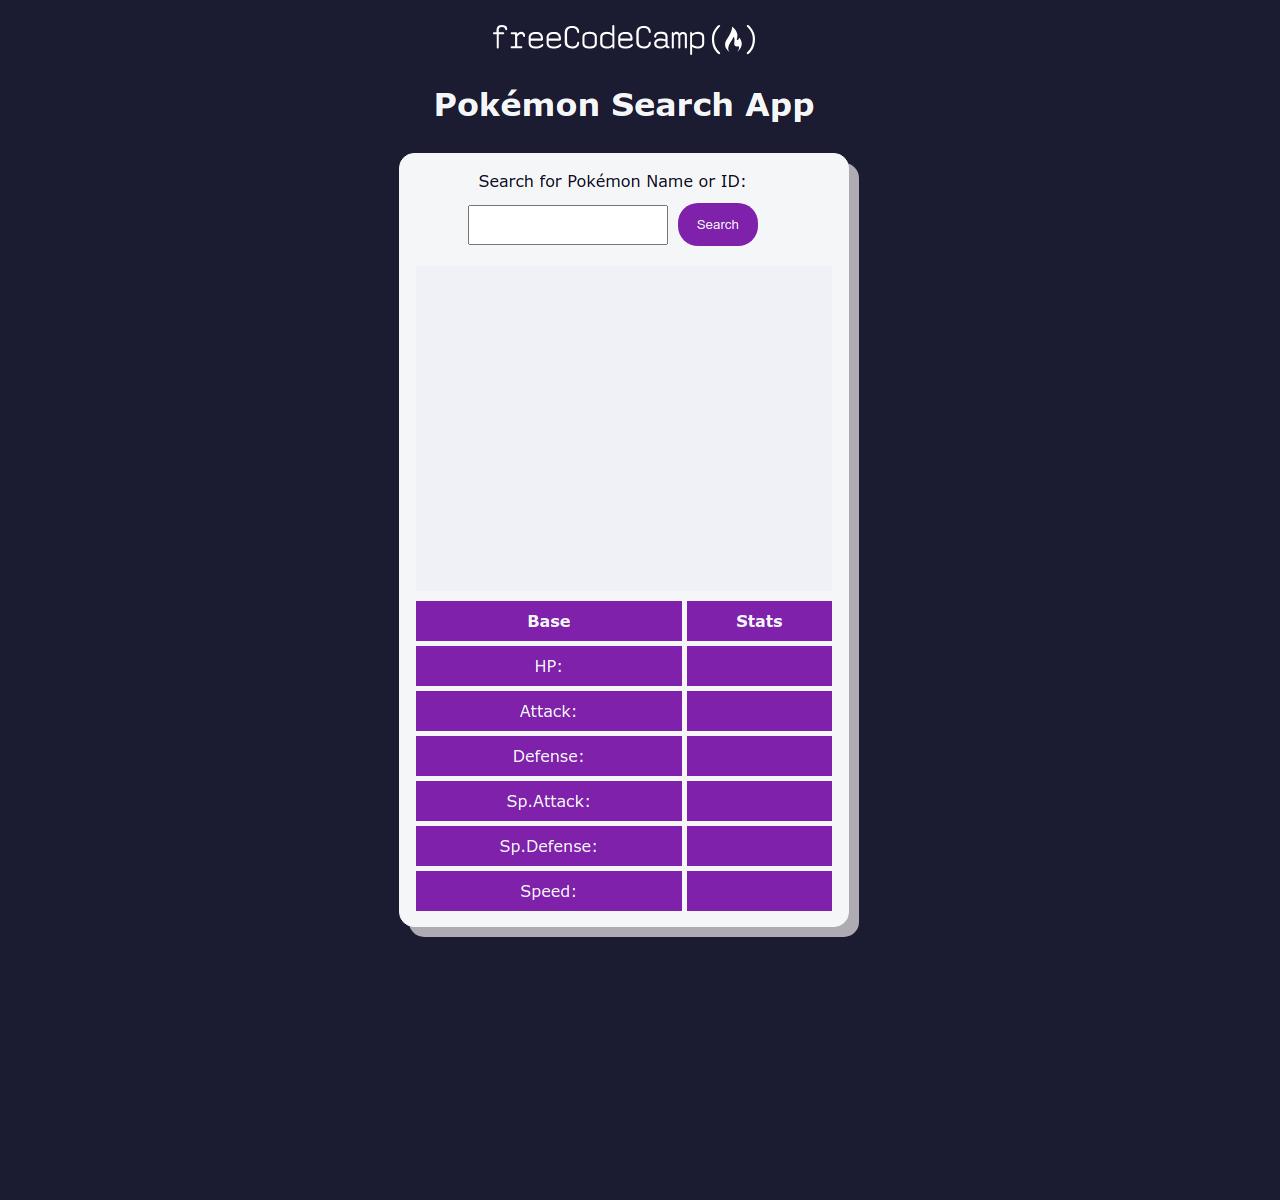 freeCodeCamp(🔥)
Pokémon Search App
Search for Pokémon Name or ID:
Search
Base Stats
HP:
Attack:
Defense:
Sp.Attack:
Sp.Defense:
Speed: